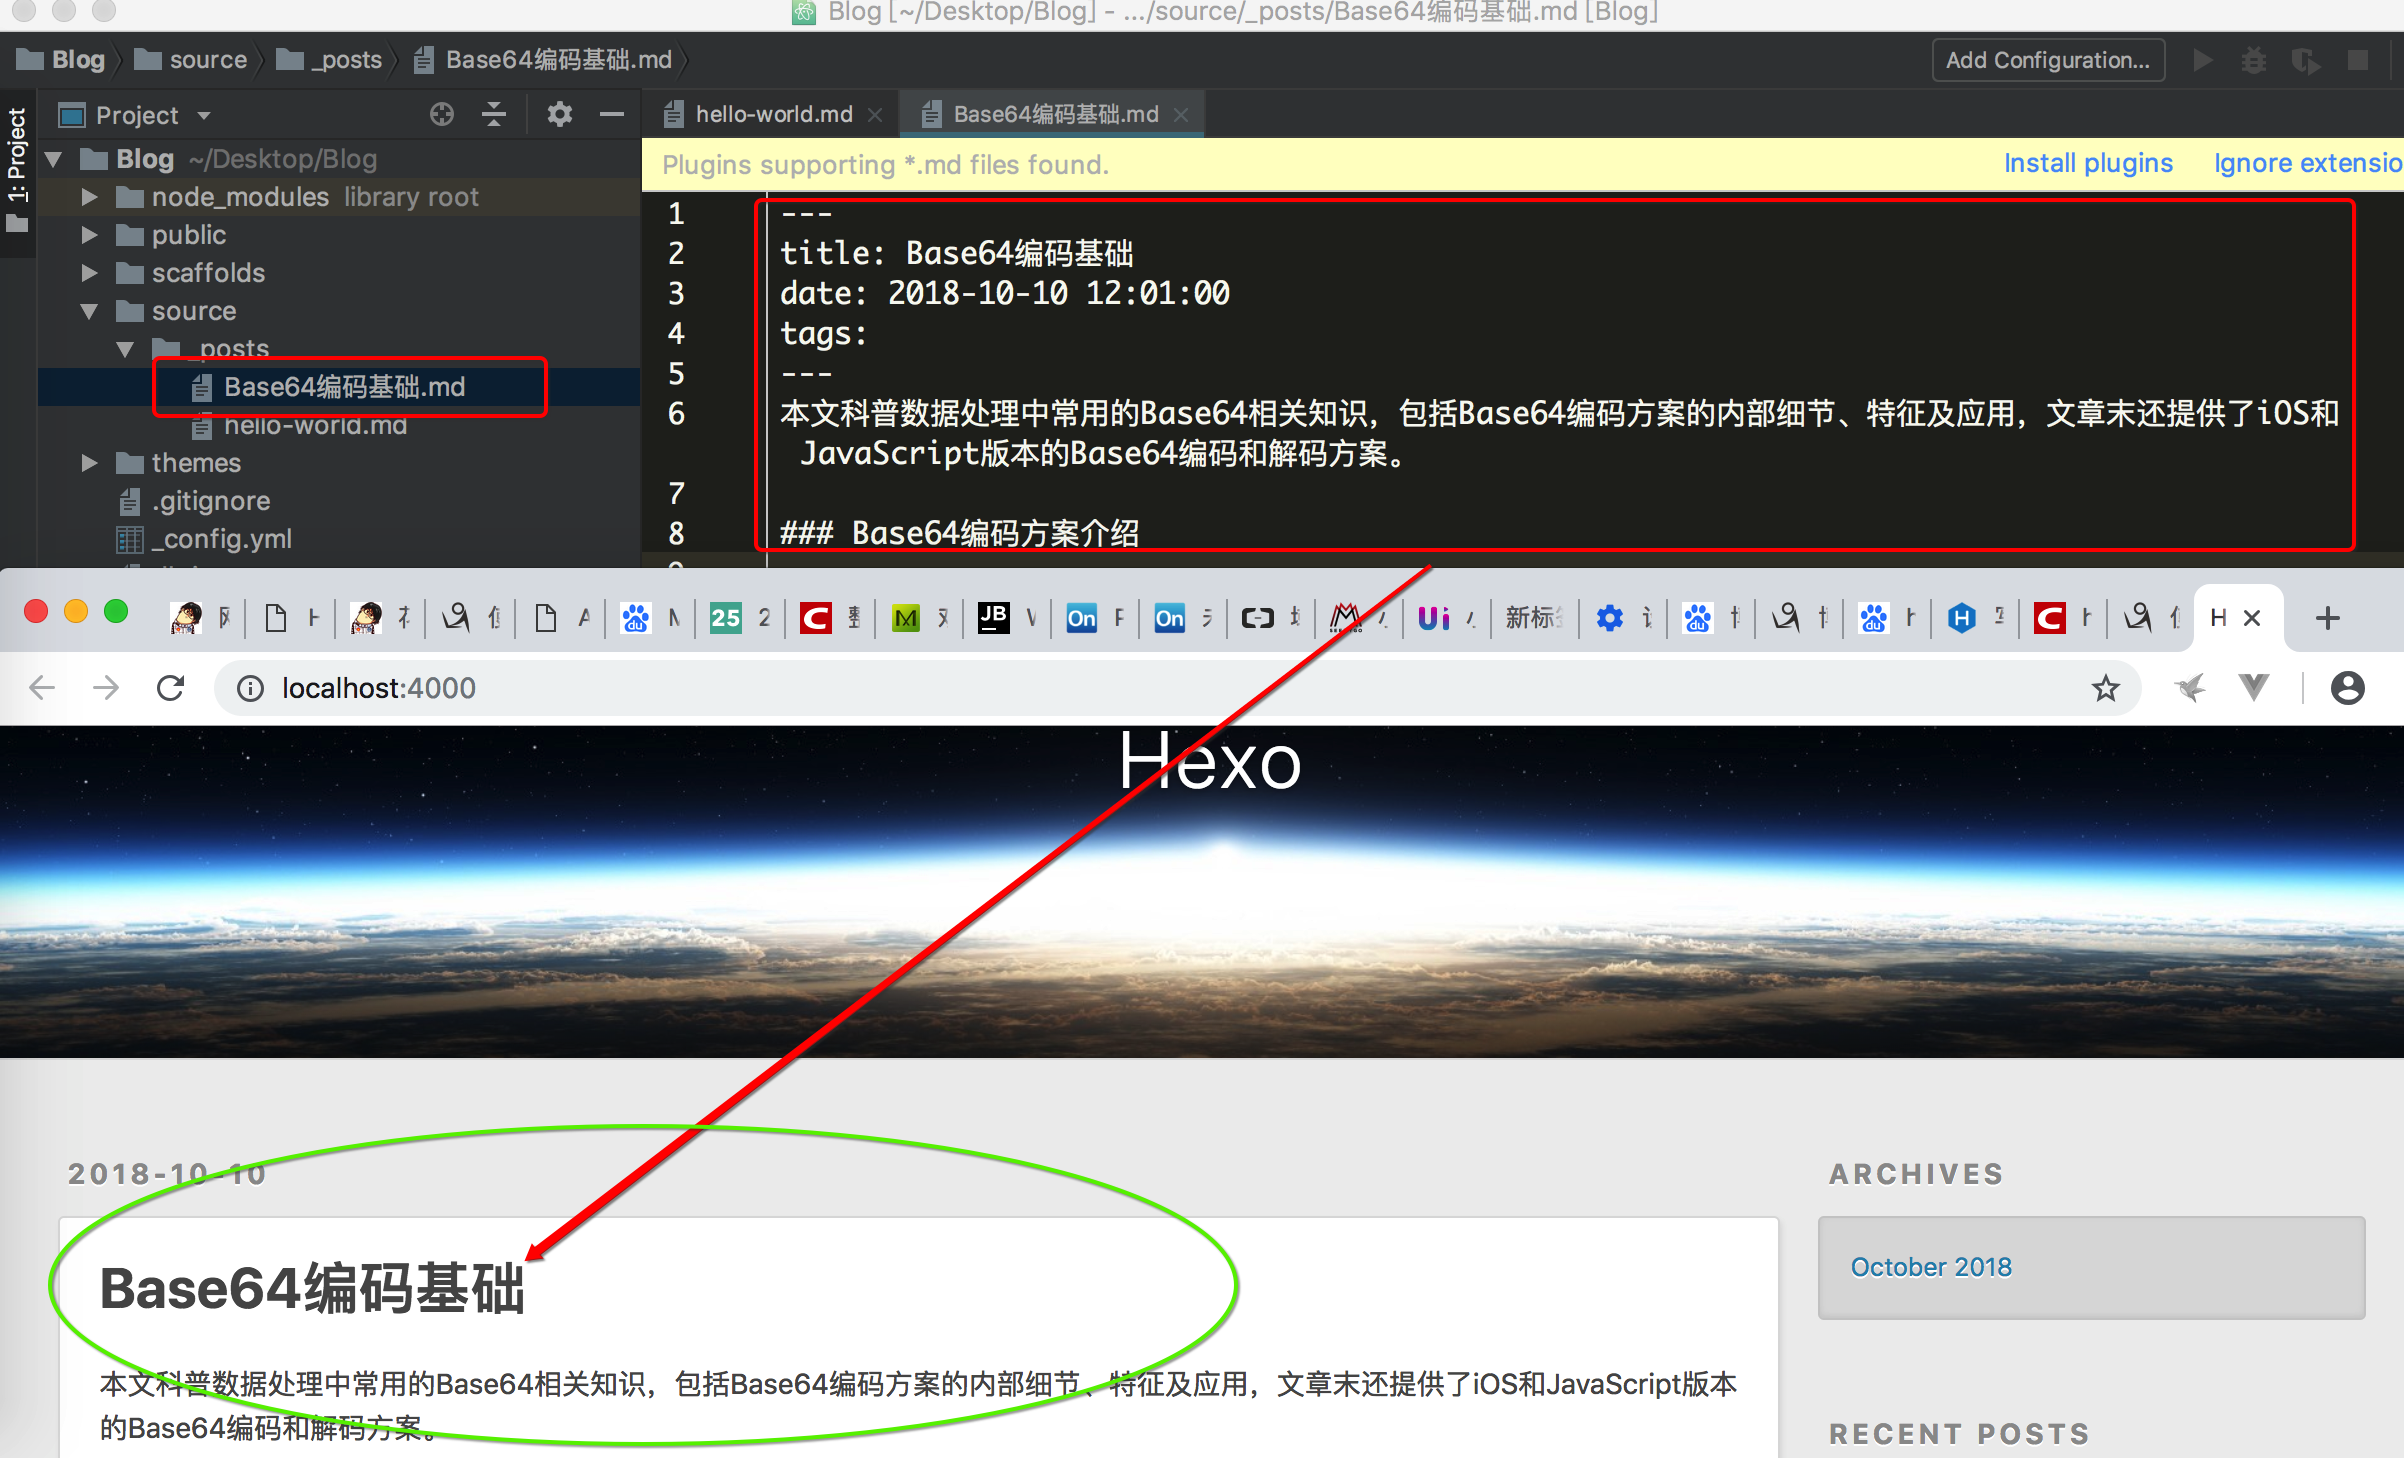 Blog [~/Desktop/Blog] - .../source/_posts/Base64编码基础.md [Blog]
Blog source _posts Base64编码基础.md
Add Configuration...
1: Project
Project
hello-world.md
Base64编码基础.md
Blog ~/Desktop/Blog
node_modules library root
public
scaffolds
source
_posts
Base64编码基础.md
hello-world.md
themes
.gitignore
_config.yml
Plugins supporting *.md files found.
Install plugins
Ignore extensio
1 ---
2 title: Base64编码基础
3 date: 2018-10-10 12:01:00
4 tags:
5 ---
6 本文科普数据处理中常用的Base64相关知识，包括Base64编码方案的内部细节、特征及应用，文章末还提供了iOS和
JavaScript版本的Base64编码和解码方案。
7
8 ### Base64编码方案介绍
25 2 JB On On Ui 新标 H
localhost:4000
Hexo
2018-10-10
Base64编码基础
本文科普数据处理中常用的Base64相关知识，包括Base64编码方案的内部细节、特征及应用，文章末还提供了iOS和JavaScript版本
的Base64编码和解码方案。
ARCHIVES
October 2018
RECENT POSTS